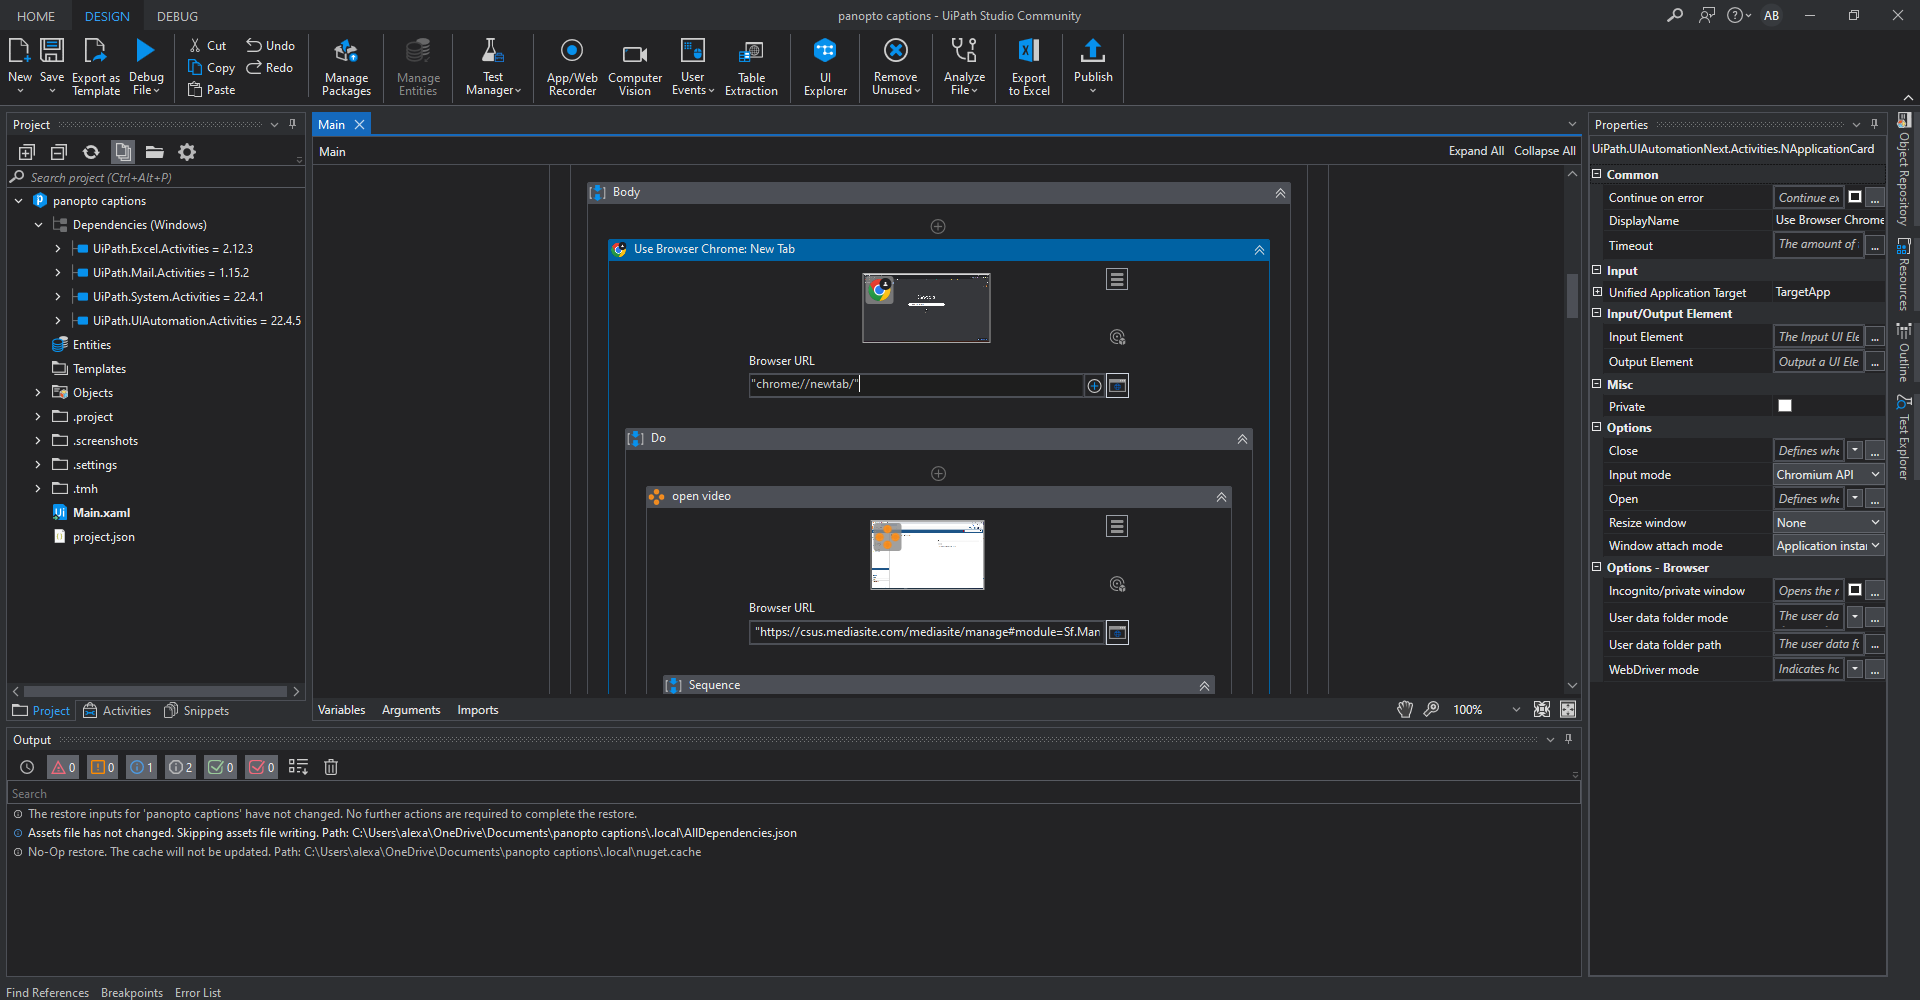 HOME DESIGN DEBUG
panopto captions - UiPath Studio Community
AB
New
Save
Export as Template
Debug File
Cut
Copy
Paste
Undo
Redo
Manage Packages
Manage Entities
Test Manager
App/Web Recorder
Computer Vision
User Events
Table Extraction
UI Explorer
Remove Unused
Analyze File
Export to Excel
Publish
Project
Search project (Ctrl+Alt+P)
panopto captions
Dependencies (Windows)
UiPath.Excel.Activities = 2.12.3
UiPath.Mail.Activities = 1.15.2
UiPath.System.Activities = 22.4.1
UiPath.UIAutomation.Activities = 22.4.5
Entities
Templates
Objects
.project
.screenshots
.settings
.tmh
Main.xaml
project.json
Project Activities Snippets
Main
Main
Expand All Collapse All
Body
Use Browser Chrome: New Tab
Browser URL
"chrome://newtab/"
Do
open video
Browser URL
"https://csus.mediasite.com/mediasite/manage#module=Sf.Man
Sequence
Variables Arguments Imports
100%
Properties
UiPath.UIAutomationNext.Activities.NApplicationCard
Common
Continue on error Continue ex ...
DisplayName Use Browser Chrome
Timeout The amount of ...
Input
Unified Application Target TargetApp
Input/Output Element
Input Element The Input UI Ele ...
Output Element Output a UI Ele. ...
Misc
Private
Options
Close Defines whe ...
Input mode Chromium API
Open Defines whe ...
Resize window None
Window attach mode Application insta
Options - Browser
Incognito/private window Opens the r ...
User data folder mode The user da ...
User data folder path The user data fo ...
WebDriver mode Indicates ho ...
Object Repository
Resources
Outline
Test Explorer
Output
0 0 1 2 0 0
Search
The restore inputs for 'panopto captions' have not changed. No further actions are required to complete the restore.
Assets file has not changed. Skipping assets file writing. Path: C:\Users\alexa\OneDrive\Documents\panopto captions\.local\AllDependencies.json
No-Op restore. The cache will not be updated. Path: C:\Users\alexa\OneDrive\Documents\panopto captions\.local\nuget.cache
Find References Breakpoints Error List